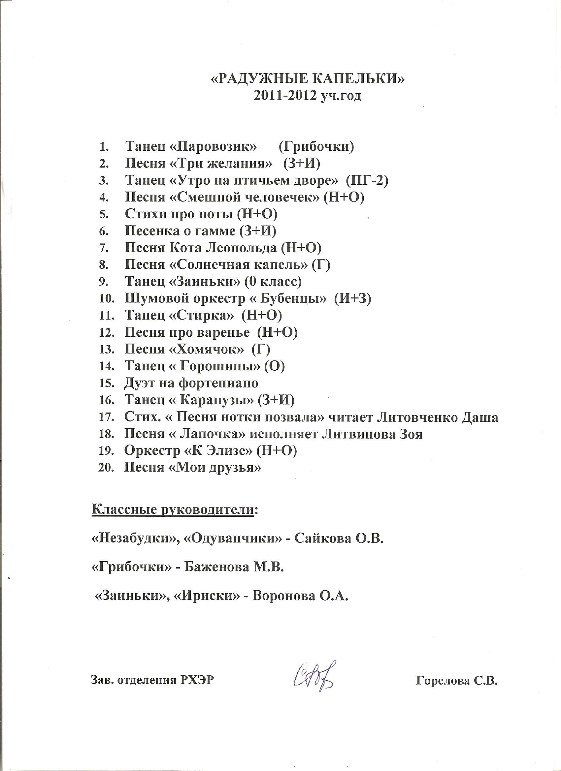 «РАДУЖНЫЕ КАПЕЛЬКИ»
2011-2012 уч.год
1. Танец «Паровозик» (Грибочки)
2. Песня «Три желания» (З+И)
3. Танец «Утро на птичьем дворе» (ПГ-2)
4. Песня «Смешной человечек» (Н+О)
5. Стихи про ноты (Н+О)
6. Песенка о гамме (З+И)
7. Песня Кота Леопольда (Н+О)
8. Песня «Солнечная капель» (Г)
9. Танец «Заиньки» (0 класс)
10. Шумовой оркестр « Бубенцы» (И+З)
11. Танец «Стирка» (Н+О)
12. Песня про варенье (Н+О)
13. Песня «Хомячок» (Г)
14. Танец « Горошины» (О)
15. Дуэт на фортепиано
16. Танец « Карапузы» (З+И)
17. Стих. « Песня нотки позвала» читает Литовченко Даша
18. Песня « Лапочка» исполняет Литвинова Зоя
19. Оркестр «К Элизе» (Н+О)
20. Песня «Мои друзья»
Классные руководители:
«Незабудки», «Одуванчики» - Сайкова О.В.
«Грибочки» - Баженова М.В.
«Заиньки», «Ириски» - Воронова О.А.
Зав. отделения РХЭР Горелова С.В.